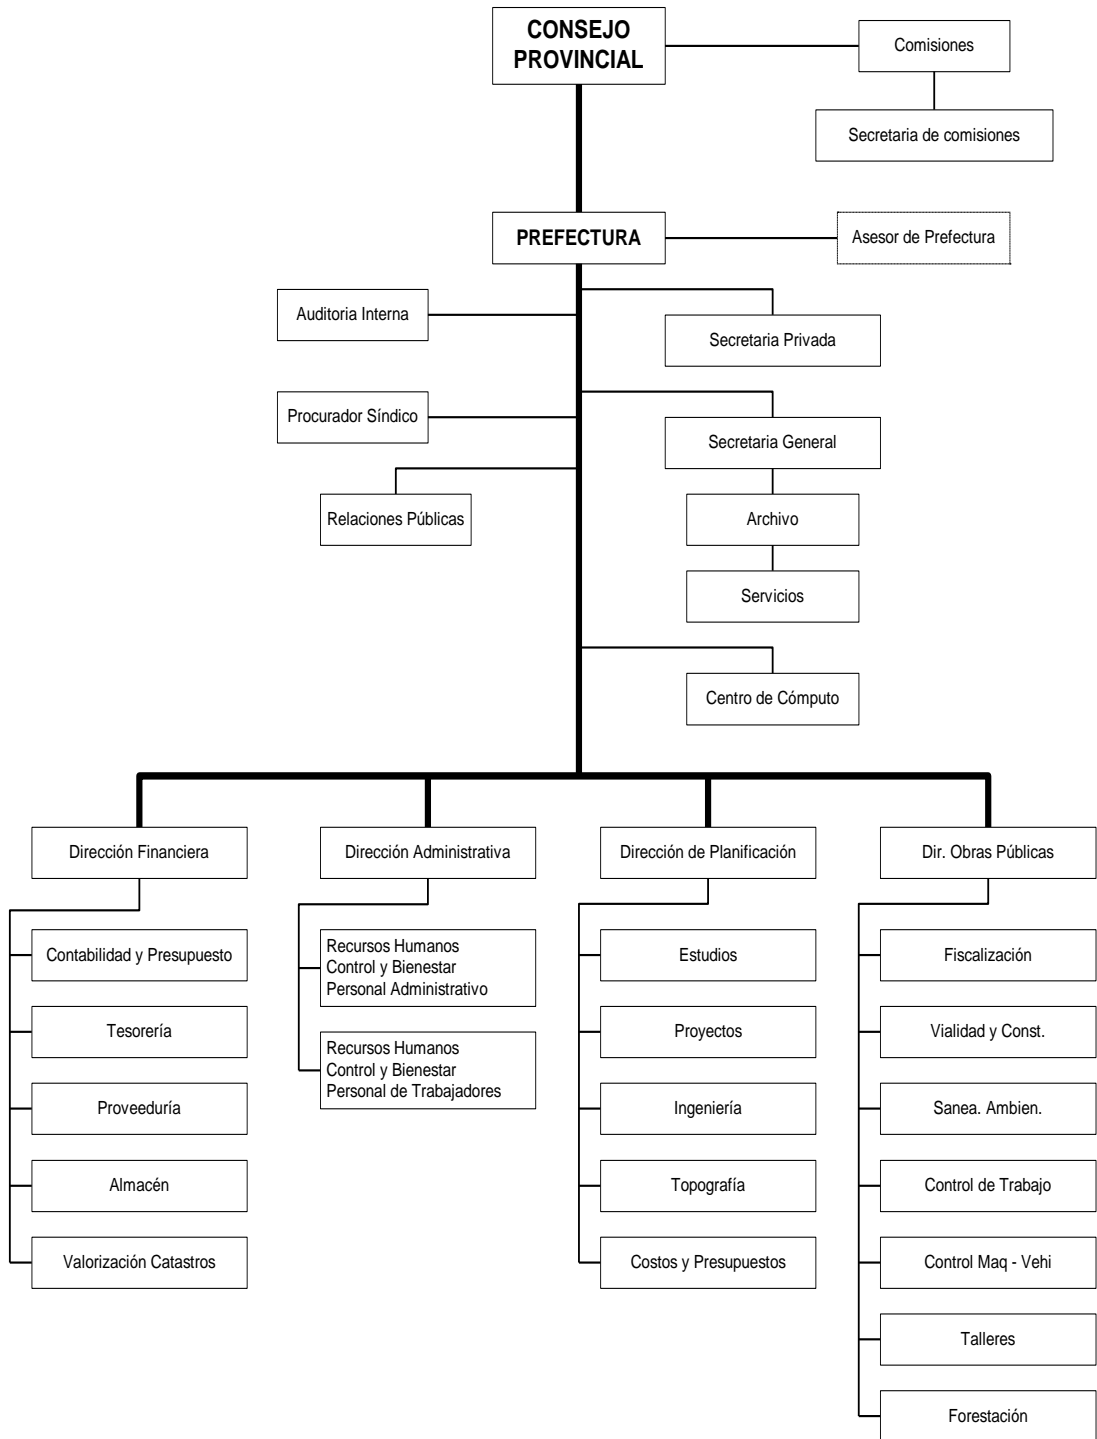 CONSEJO
PROVINCIAL
Comisiones
Secretaria de comisiones
PREFECTURA
Asesor de Prefectura
Auditoria Interna
Secretaria Privada
Procurador Síndico
Secretaria General
Relaciones Públicas
Archivo
Servicios
Centro de Cómputo
Dirección Financiera
Dirección Administrativa
Dirección de Planificación
Dir. Obras Públicas
Contabilidad y Presupuesto
Tesorería
Proveeduría
Almacén
Valorización Catastros
Recursos Humanos
Control y Bienestar
Personal Administrativo
Recursos Humanos
Control y Bienestar
Personal de Trabajadores
Estudios
Proyectos
Ingeniería
Topografía
Costos y Presupuestos
Fiscalización
Vialidad y Const.
Sanea. Ambien.
Control de Trabajo
Control Maq - Vehi
Talleres
Forestación